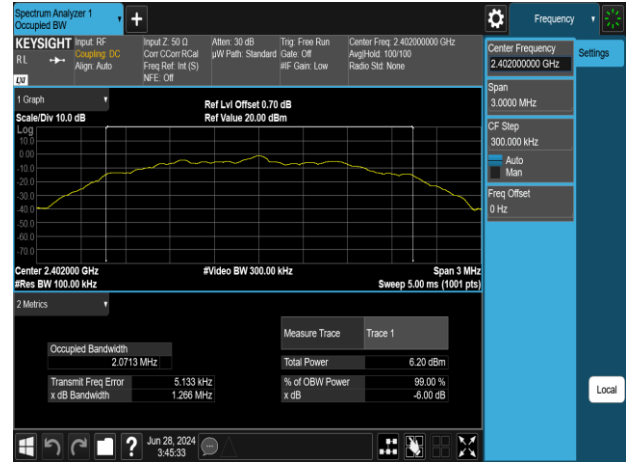 Spectrum Analyzer 1
Occupied BW
Frequency
KEYSIGHT
Input: RF
Coupling: DC
Align: Auto
Input Z: 50 Ω
Corr CCorr RCal
Freq Ref: Int (S)
NFE: Off
Atten: 30 dB
µW Path: Standard
Trig: Free Run
Gate: Off
#IF Gain: Low
Center Freq: 2.402000000 GHz
Avg|Hold: 100/100
Radio Std: None
R L
LXI
Center Frequency
2.402000000 GHz
Settings
Span
3.0000 MHz
CF Step
300.000 kHz
Auto
Man
Freq Offset
0 Hz
1 Graph
Scale/Div 10.0 dB
Ref Lvl Offset 0.70 dB
Ref Value 20.00 dBm
Log
10.0
0.00
-10.0
-20.0
-30.0
-40.0
-50.0
-60.0
-70.0
Center 2.402000 GHz
#Video BW 300.00 kHz
Span 3 MHz
#Res BW 100.00 kHz
Sweep 5.00 ms (1001 pts)
2 Metrics
Measure Trace
Trace 1
Occupied Bandwidth
2.0713 MHz
Total Power
6.20 dBm
Transmit Freq Error
5.133 kHz
% of OBW Power
99.00 %
x dB Bandwidth
1.266 MHz
x dB
-6.00 dB
Local
?
Jun 28, 2024
3:45:33